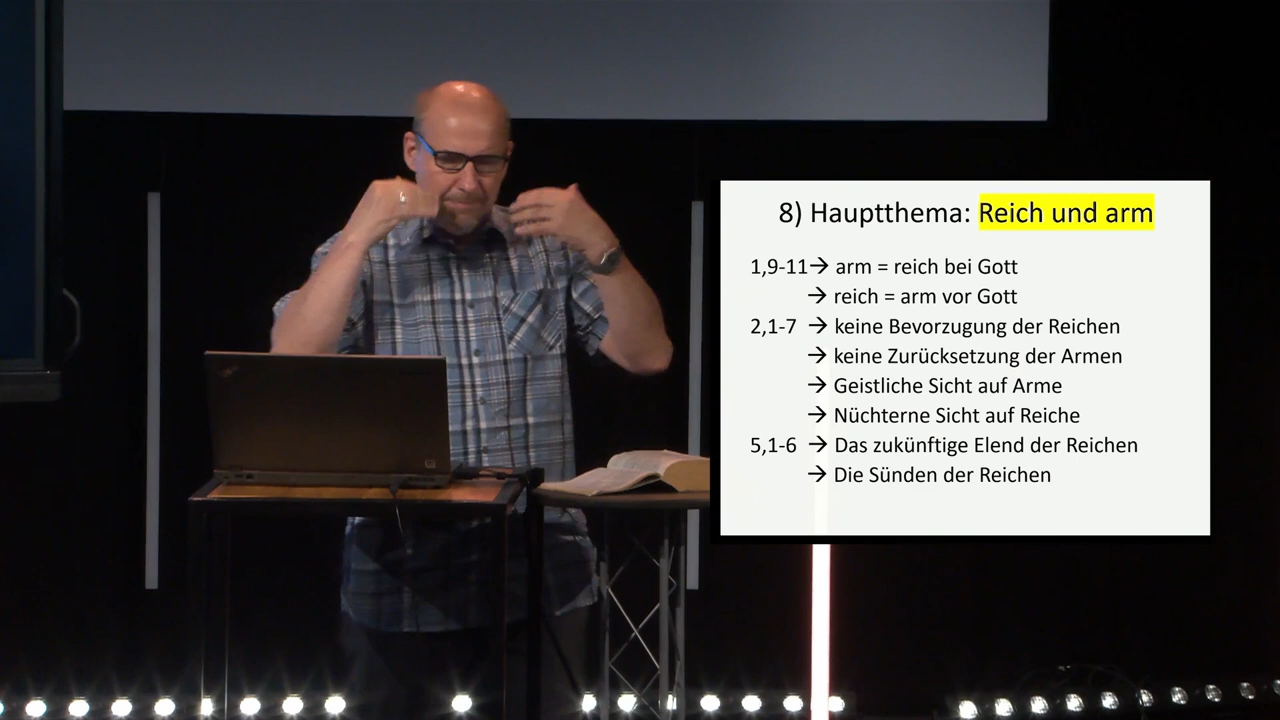 8) Hauptthema: Reich und arm
1,9-11→ arm = reich bei Gott
→ reich = arm vor Gott
2,1-7 → keine Bevorzugung der Reichen
→ keine Zurücksetzung der Armen
→ Geistliche Sicht auf Arme
→ Nüchterne Sicht auf Reiche
5,1-6 → Das zukünftige Elend der Reichen
→ Die Sünden der Reichen